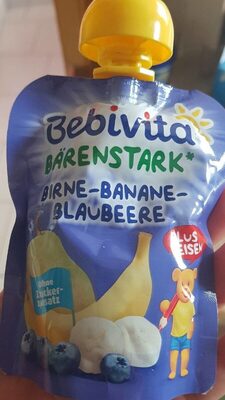 Bebivita
BÄRENSTARK*
BIRNE-BANANE-
BLAUBEERE
PLUS
EISEN
Ohne
Zucker-
zusatz